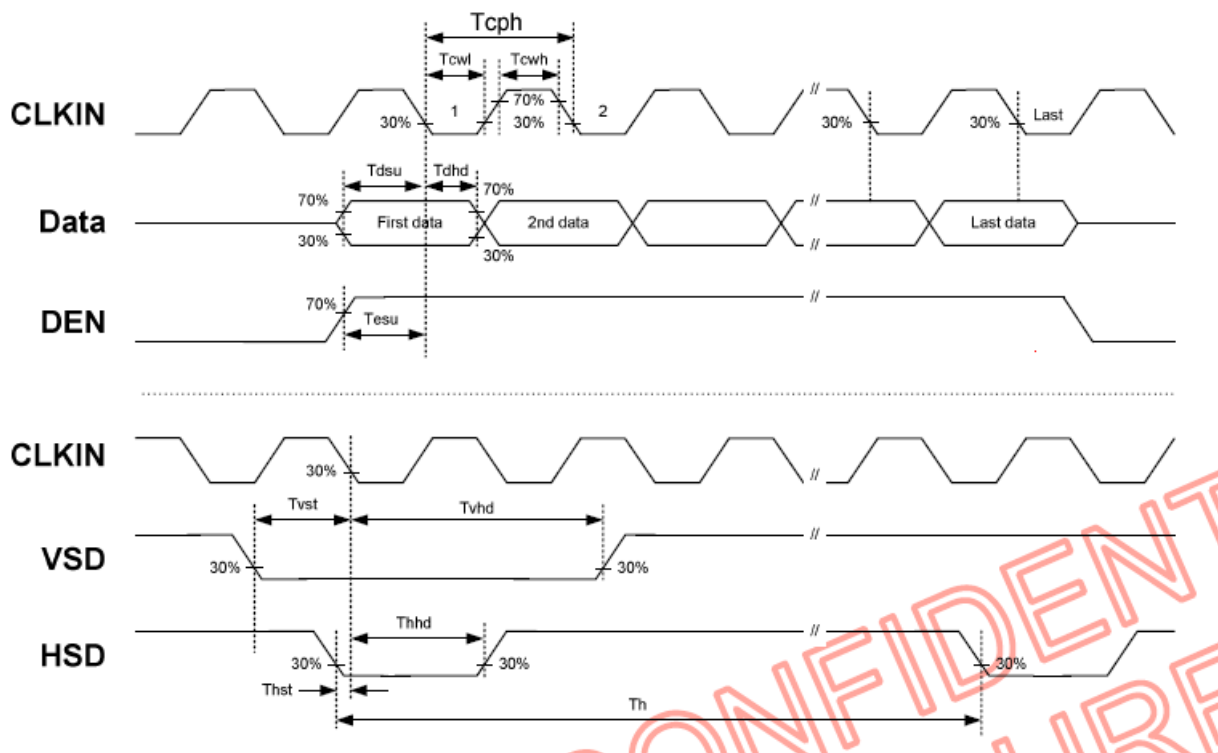 Tcph
Tcwl Tcwh
CLKIN 30% 1 70% 30% 2 // 30% 30% Last
Tdsu Tdhd
70% 70%
Data First data 2nd data // // Last data
30% 30%
DEN 70% //
Tesu
CLKIN 30% //
Tvst Tvhd
VSD 30% 30% //
Thhd
HSD 30% 30% // 30%
Thst
Th
CONFIDENT
URE